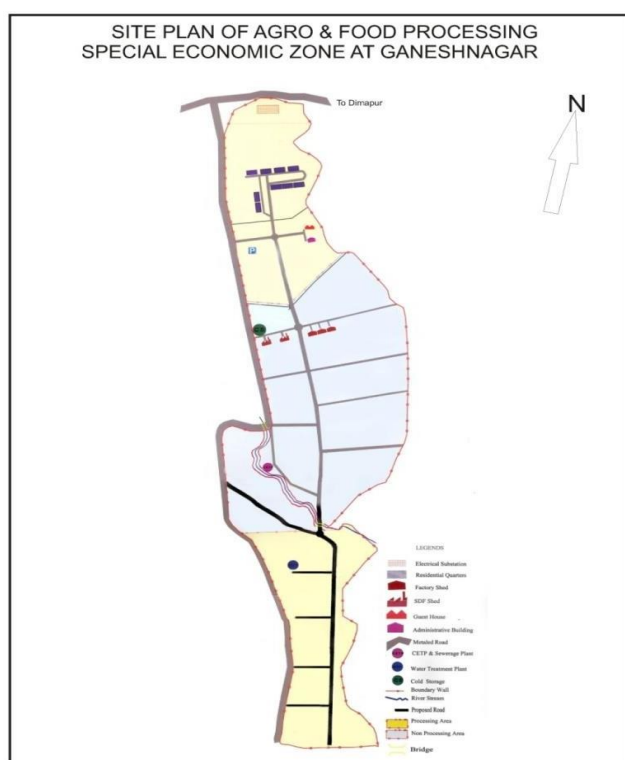 SITE PLAN OF AGRO & FOOD PROCESSING
SPECIAL ECONOMIC ZONE AT GANESHNAGAR
To Dimapur
N
P
LEGENDS
Electrical Substation
Residential Quarters
Factory Shed
SDF Shed
Guest House
Administrative Building
Metaled Road
CETP & Sewerage Plant
Water Treatment Plant
Cold Storage
Boundary Wall
River Stream
Proposed Road
Processing Area
Non Processing Area
Bridge